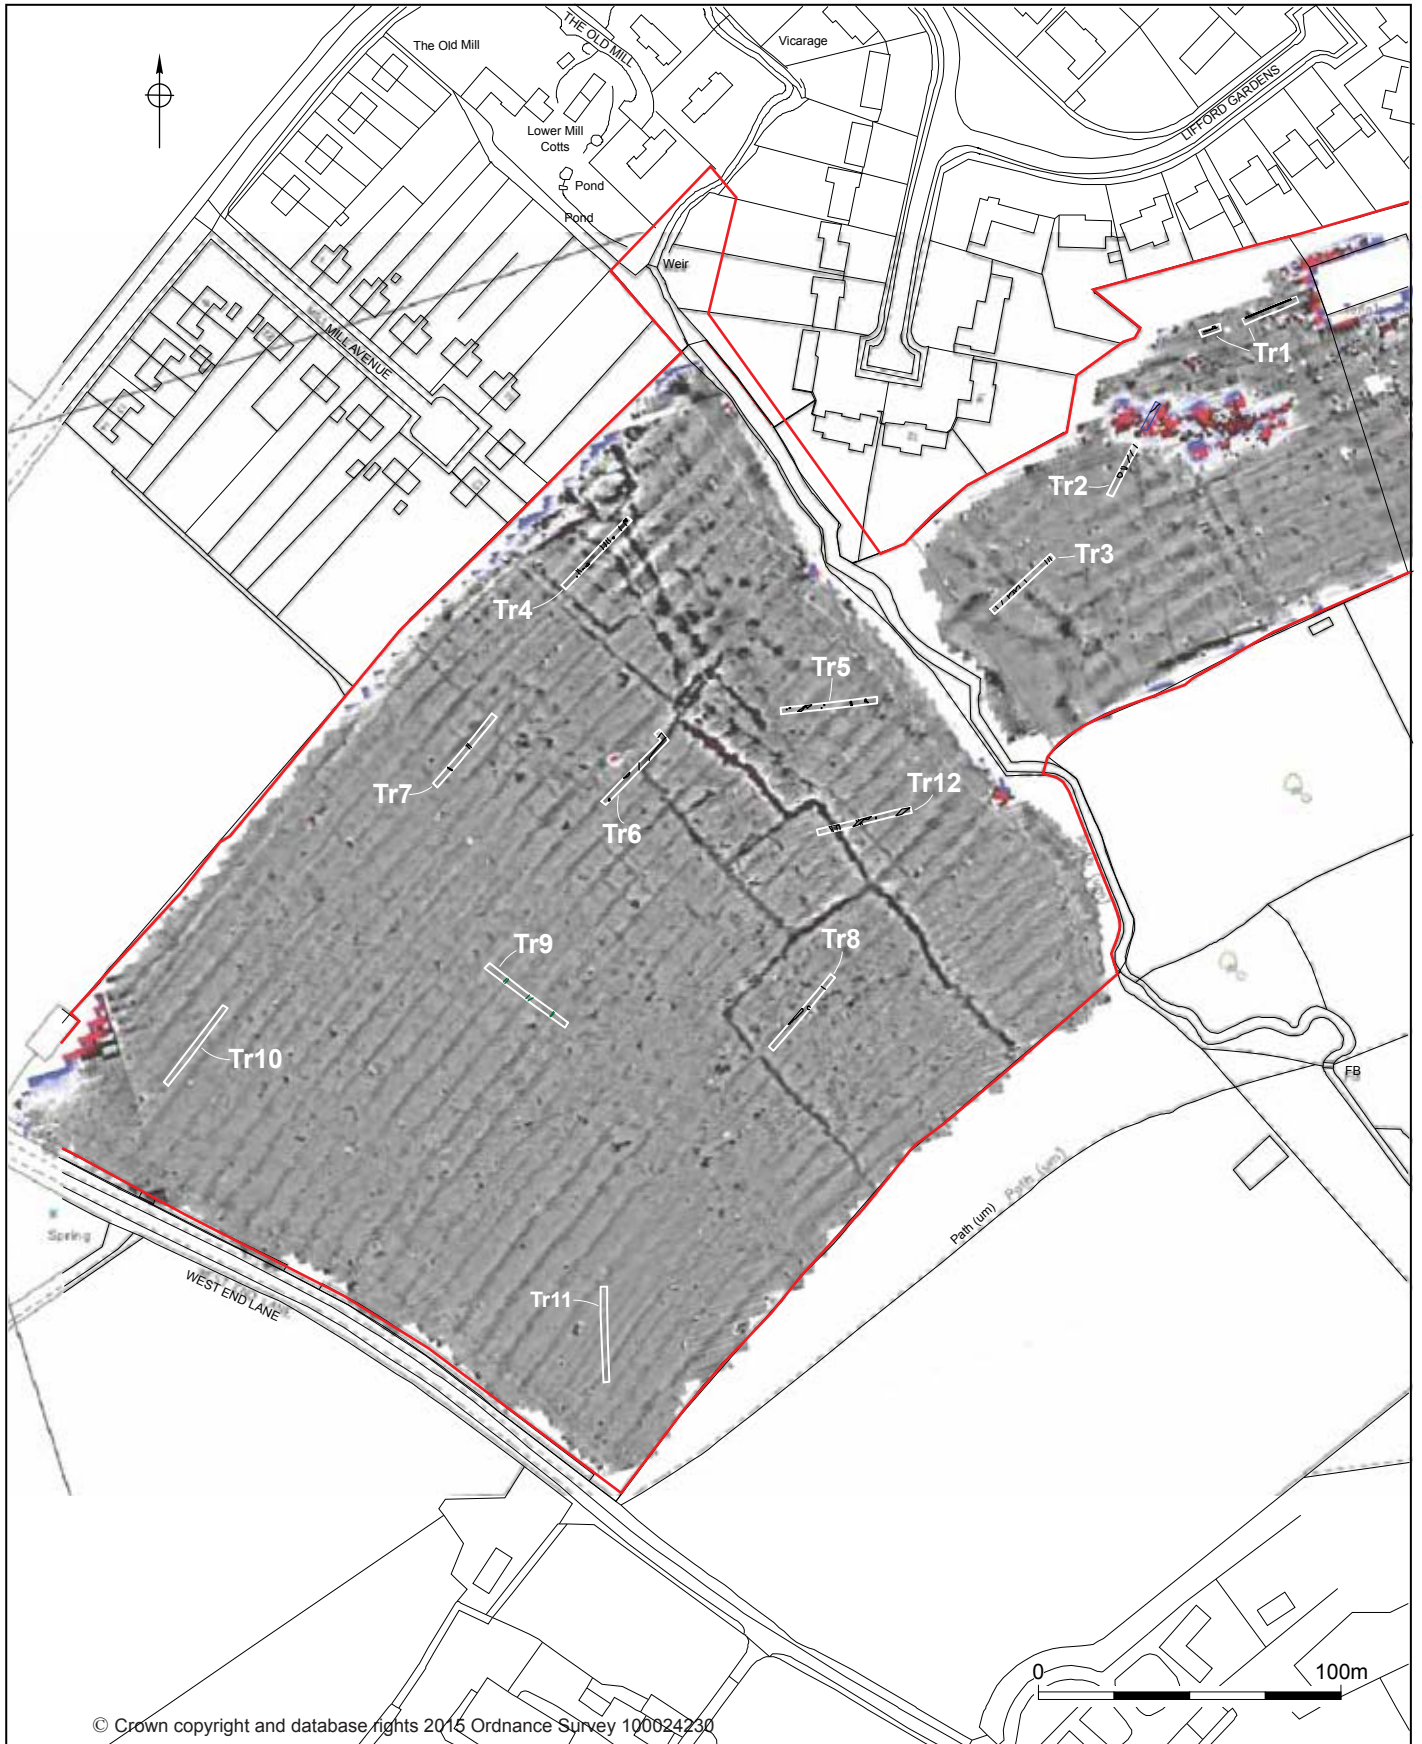 The Old Mill
THE OLD MILL
Vicarage
Lower Mill
Cotts
Pond
Pond
Weir
LIFFORD GARDENS
MILL AVENUE
Tr1
Tr2
Tr3
Tr4
Tr5
Tr7
Tr6
Tr12
Tr9
Tr8
Tr10
FB
Path (um)
Path (um)
Spring
WEST END LANE
Tr11
0 100m
© Crown copyright and database rights 2015 Ordnance Survey 100024230